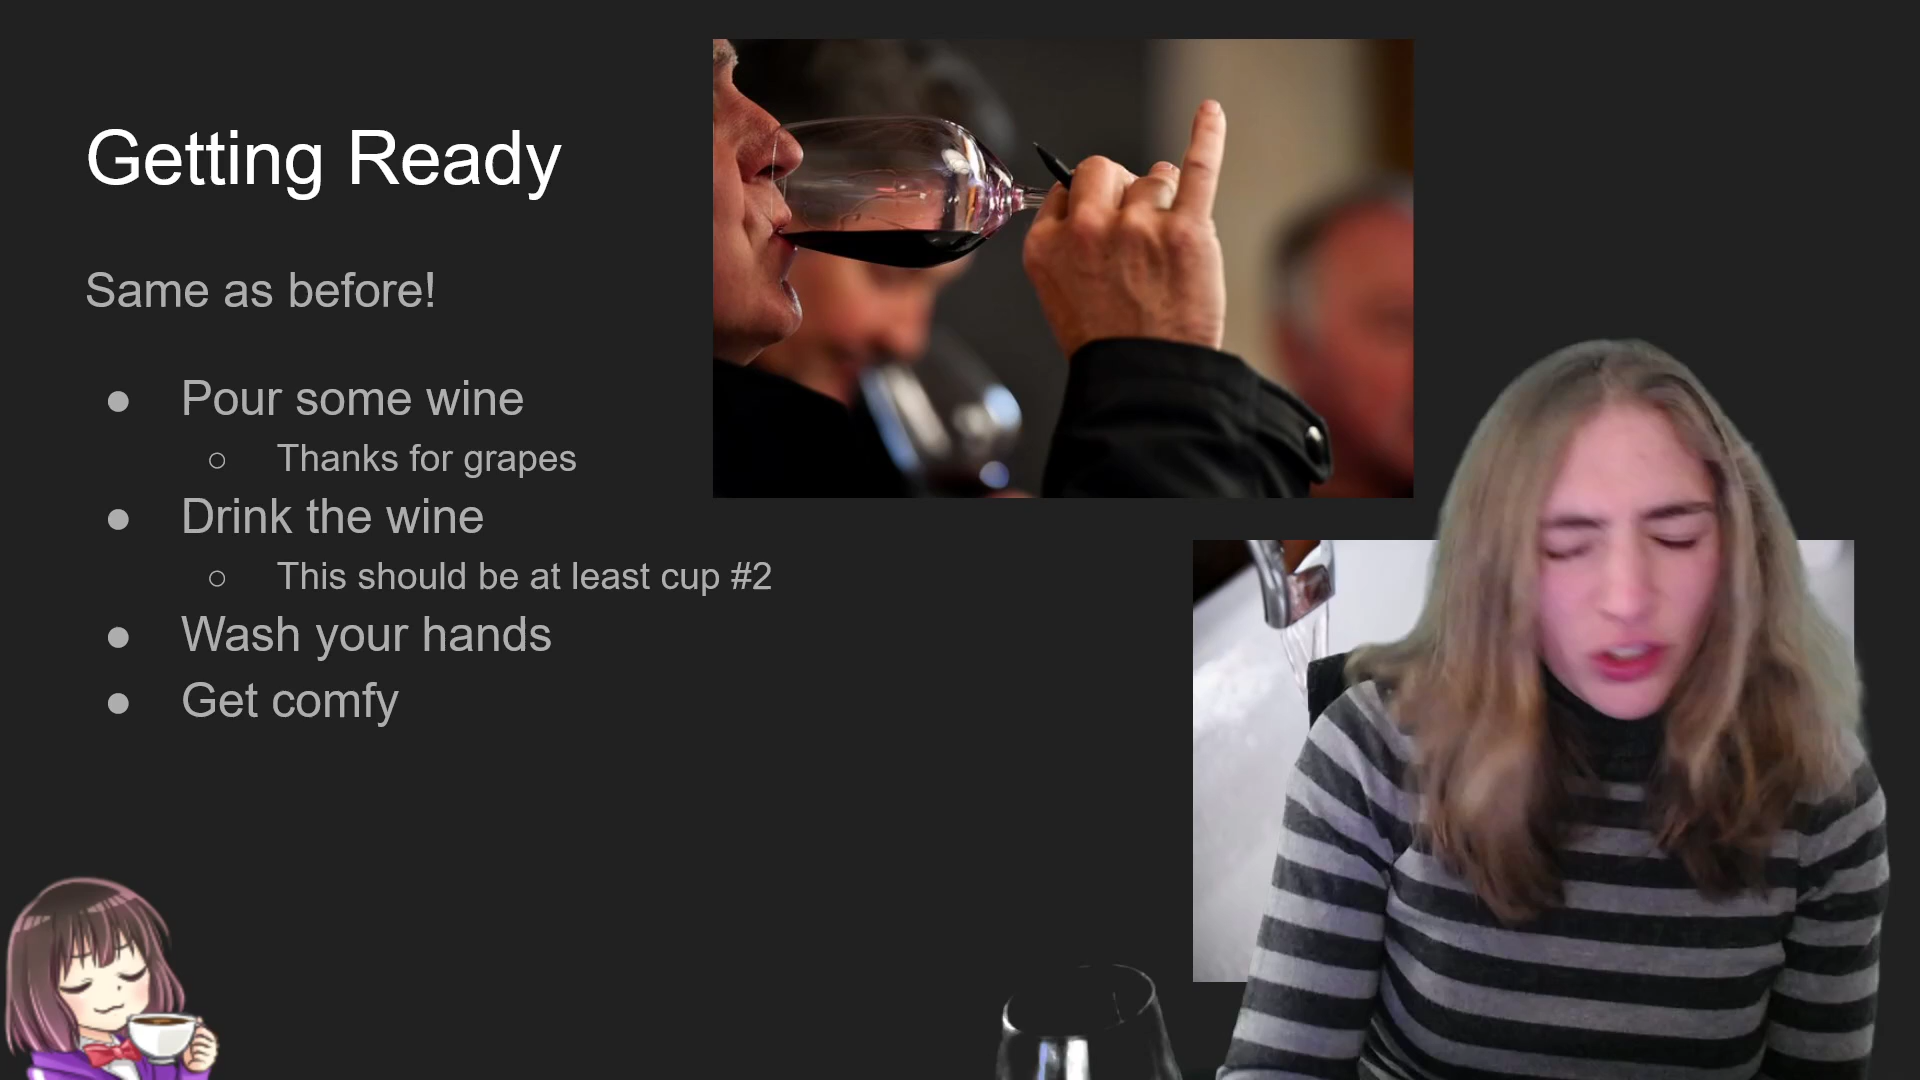 Getting Ready
Same as before!
● Pour some wine
○ Thanks for grapes
● Drink the wine
○ This should be at least cup #2
● Wash your hands
● Get comfy